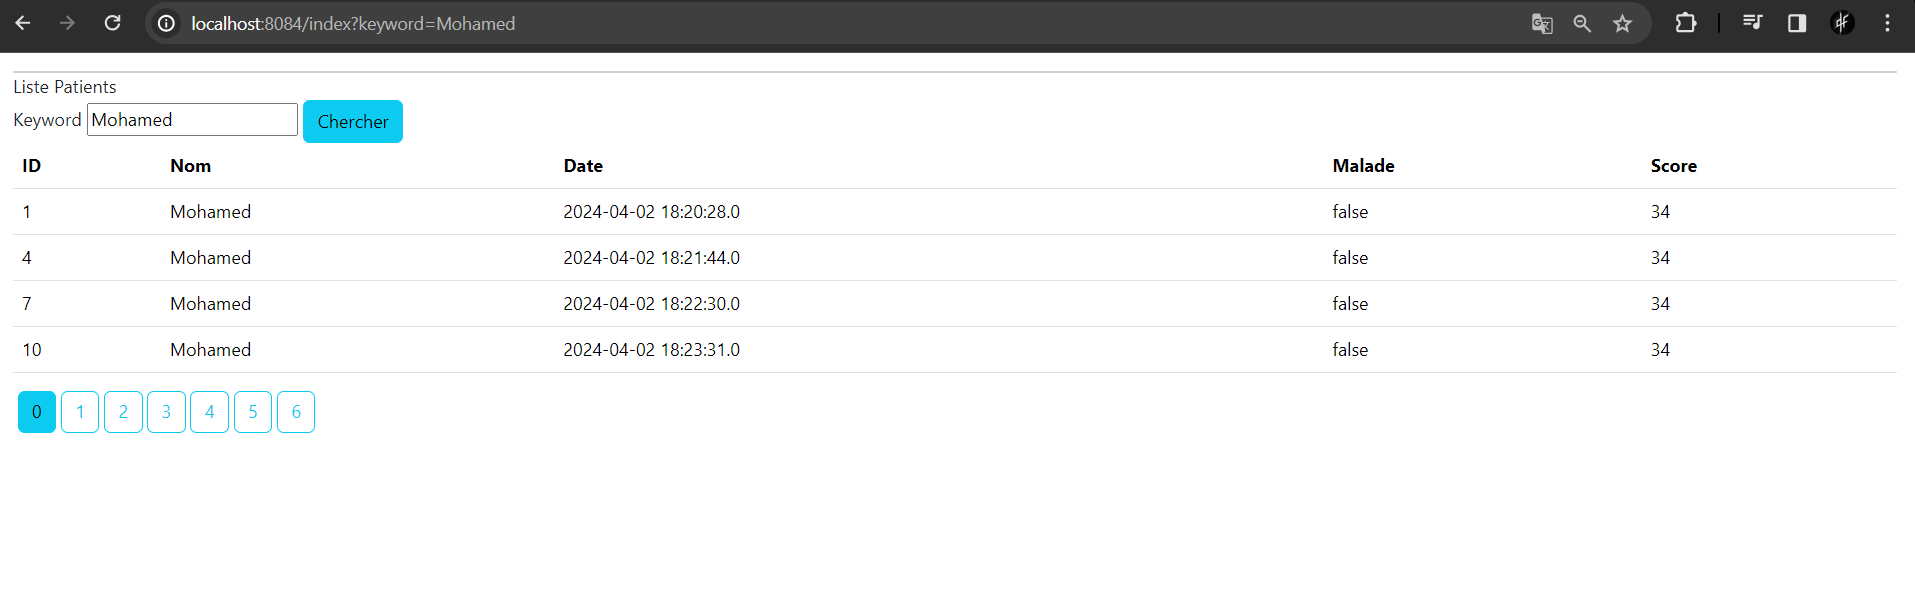 localhost:8084/index?keyword=Mohamed
Liste Patients
Keyword Mohamed Chercher
ID Nom Date Malade Score
1 Mohamed 2024-04-02 18:20:28.0 false 34
4 Mohamed 2024-04-02 18:21:44.0 false 34
7 Mohamed 2024-04-02 18:22:30.0 false 34
10 Mohamed 2024-04-02 18:23:31.0 false 34
0 1 2 3 4 5 6